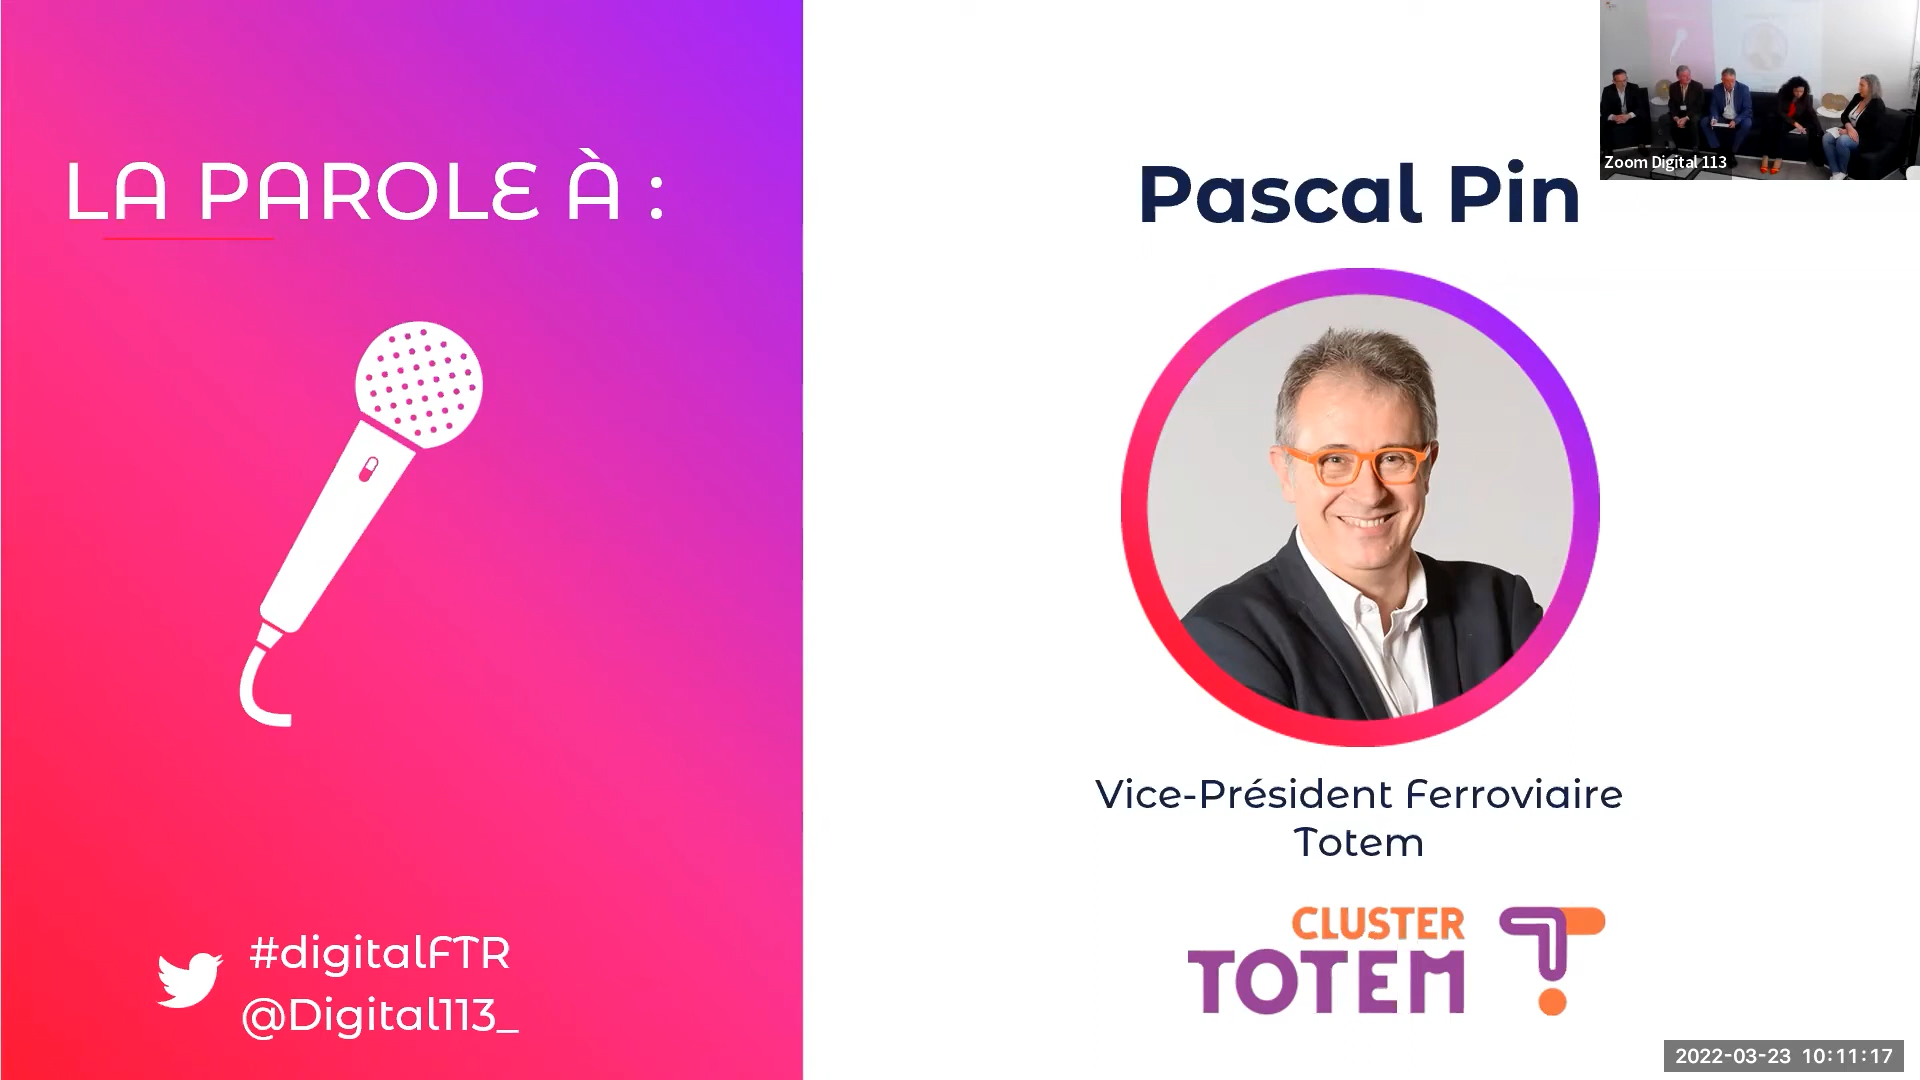 LA PAROLE À :
#digitalFTR
@Digital113_
Pascal Pin
Vice-Président Ferroviaire
Totem
CLUSTER
TOTEM
Zoom Digital 113
2022-03-23 10:11:17